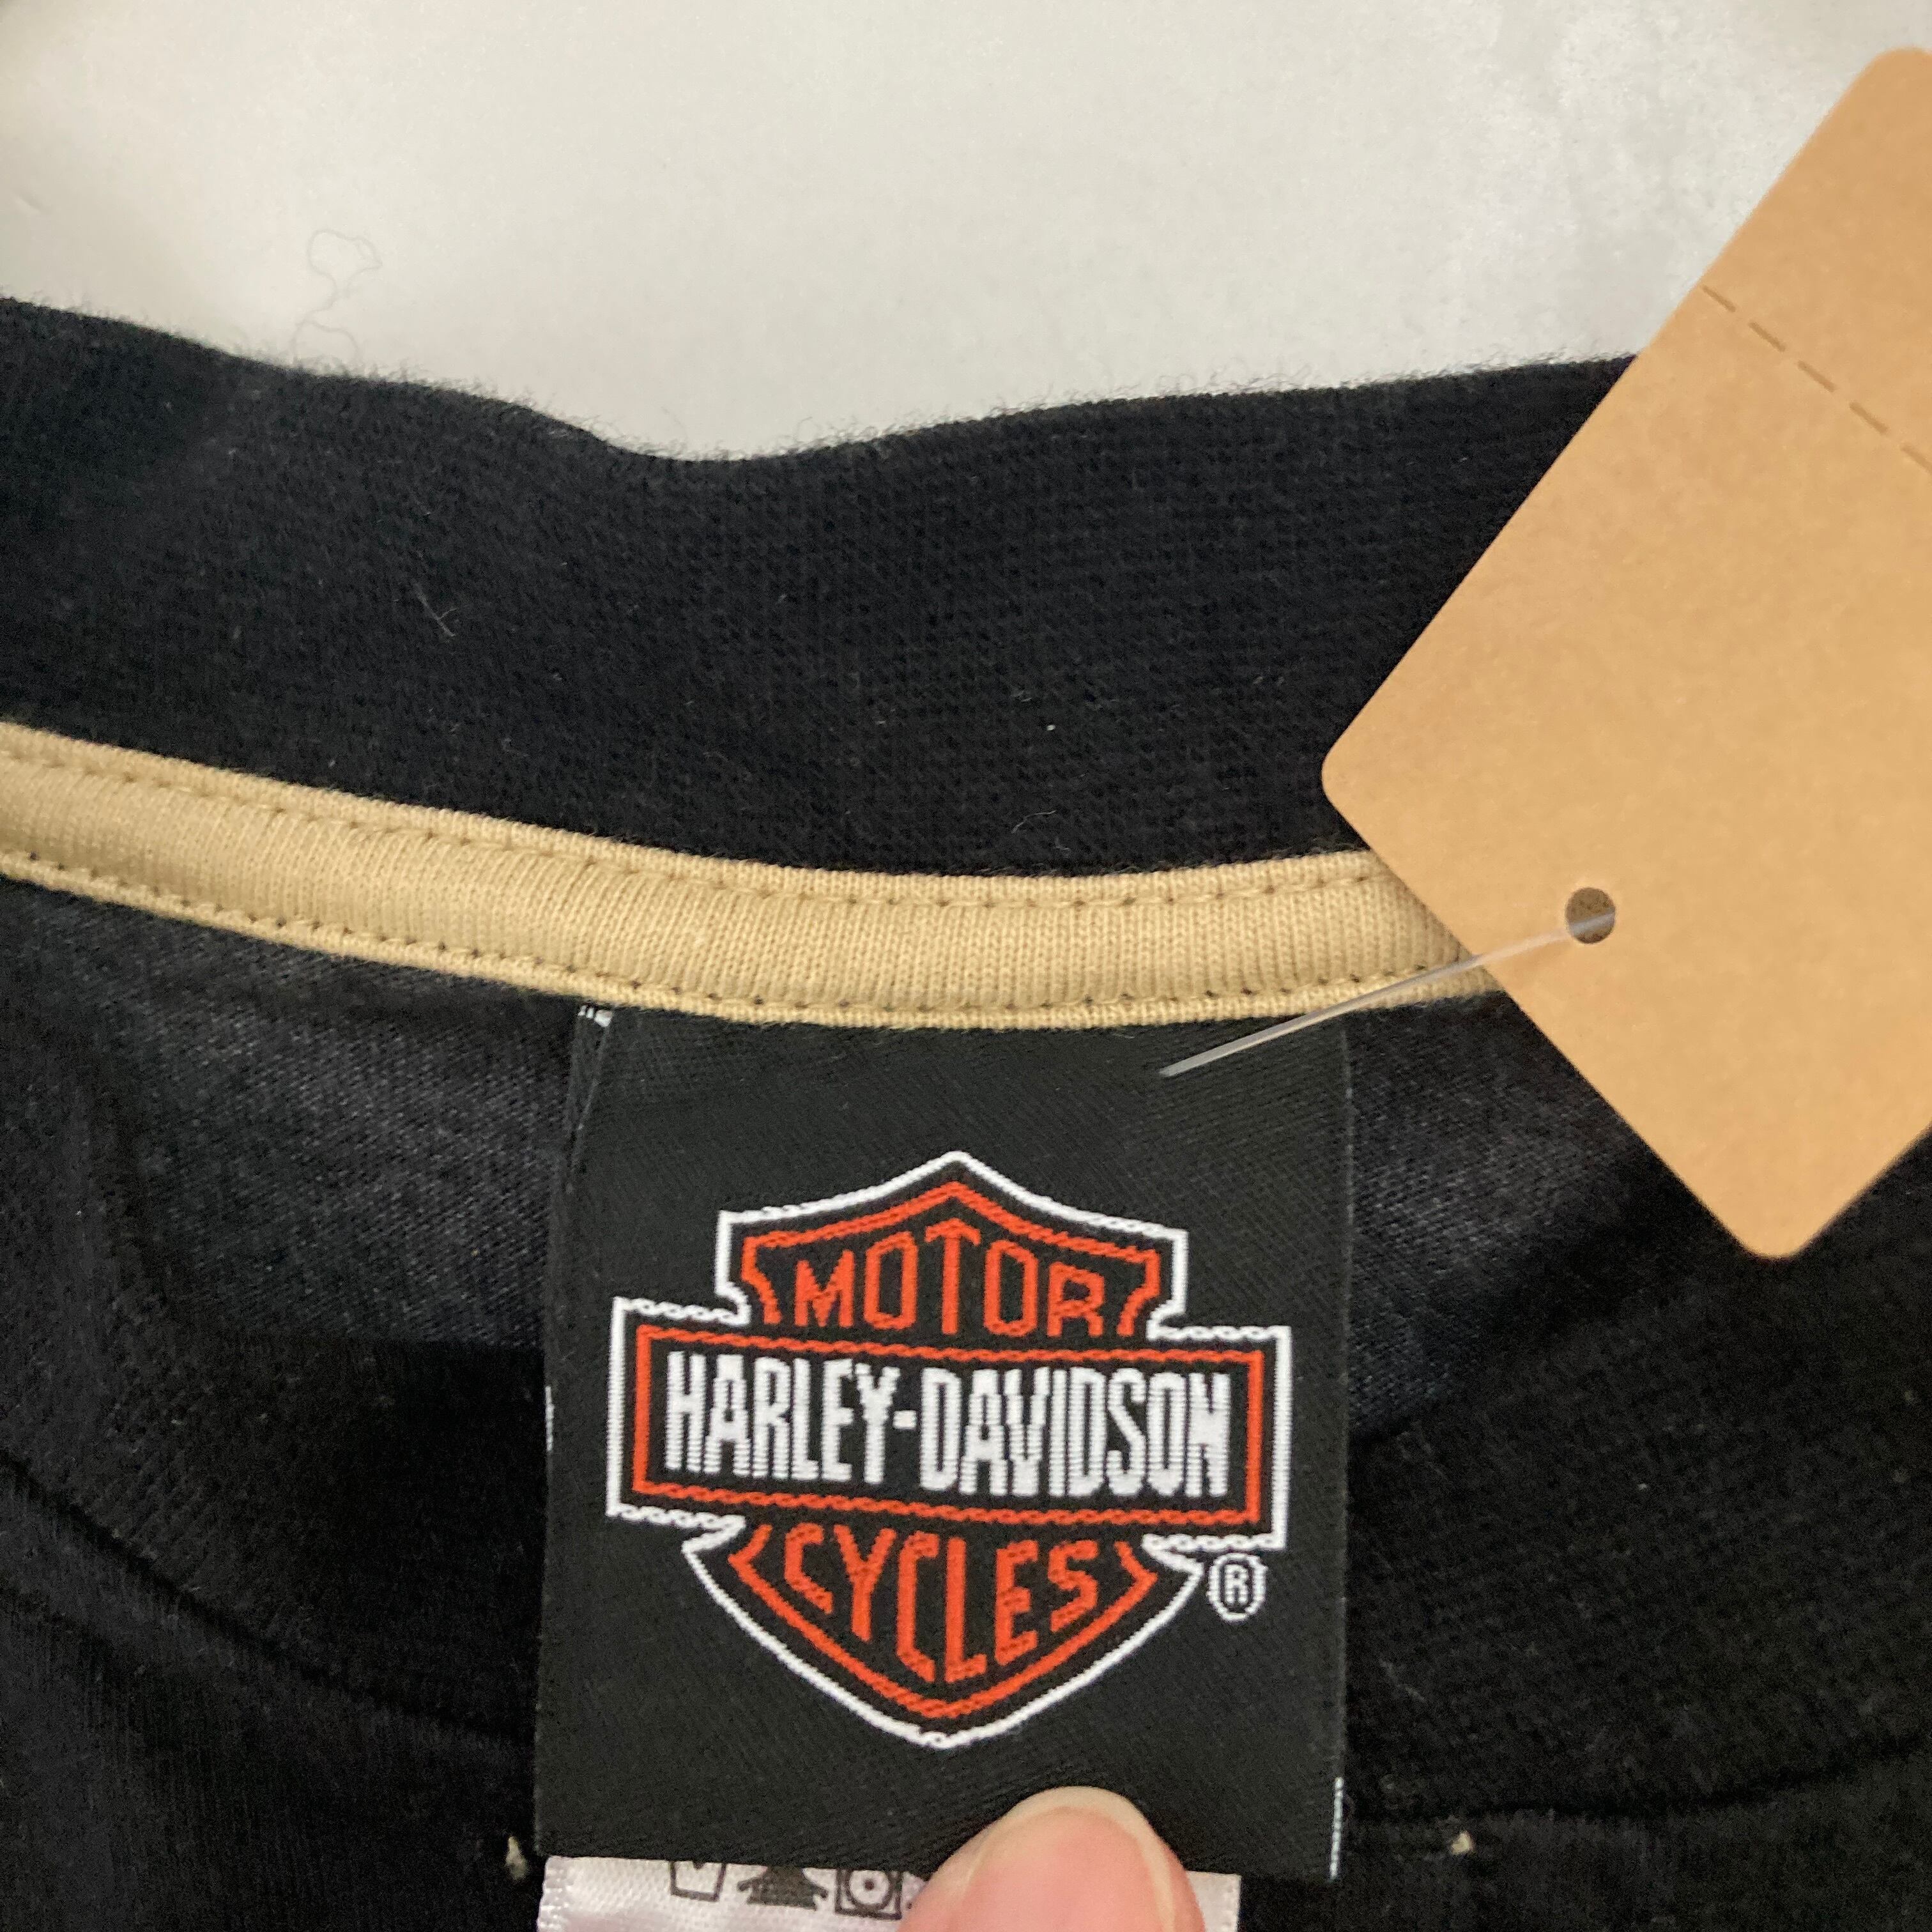 MOTOR
HARLEY-DAVIDSON
CYCLES
®